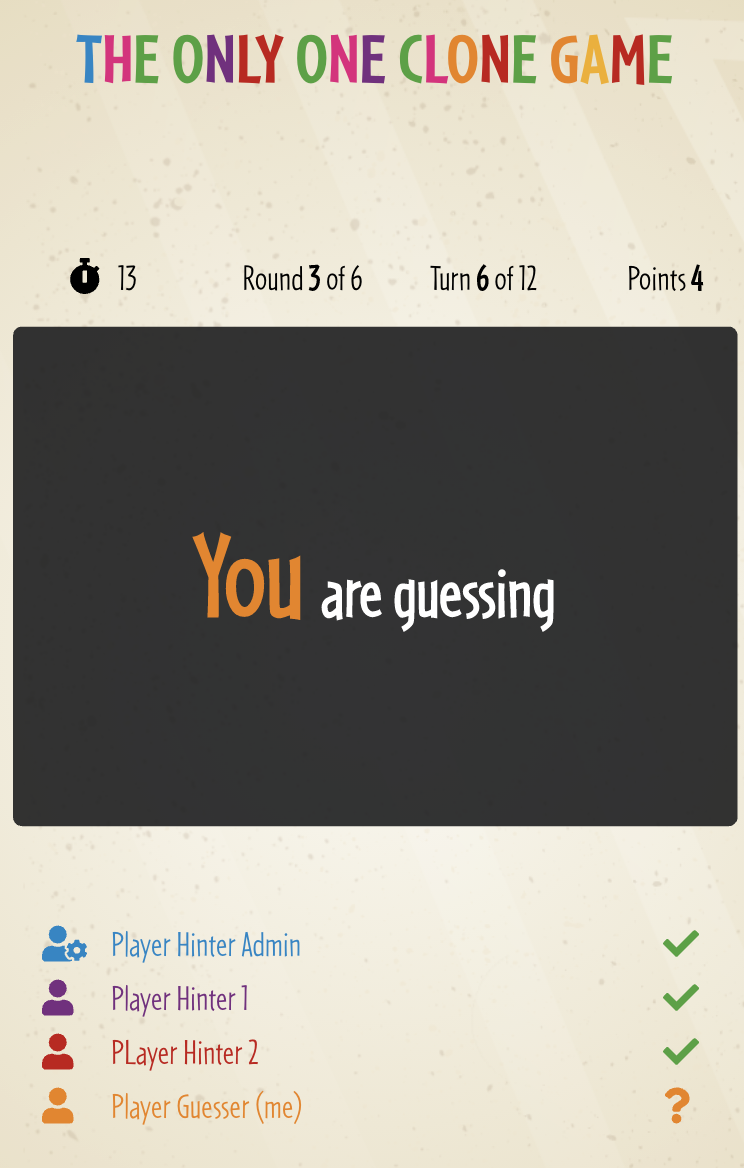 THE ONLY ONE CLONE GAME
13 Round 3 of 6 Turn 6 of 12 Points 4
You are guessing
Player Hinter Admin
Player Hinter 1
PLayer Hinter 2
Player Guesser (me) ?